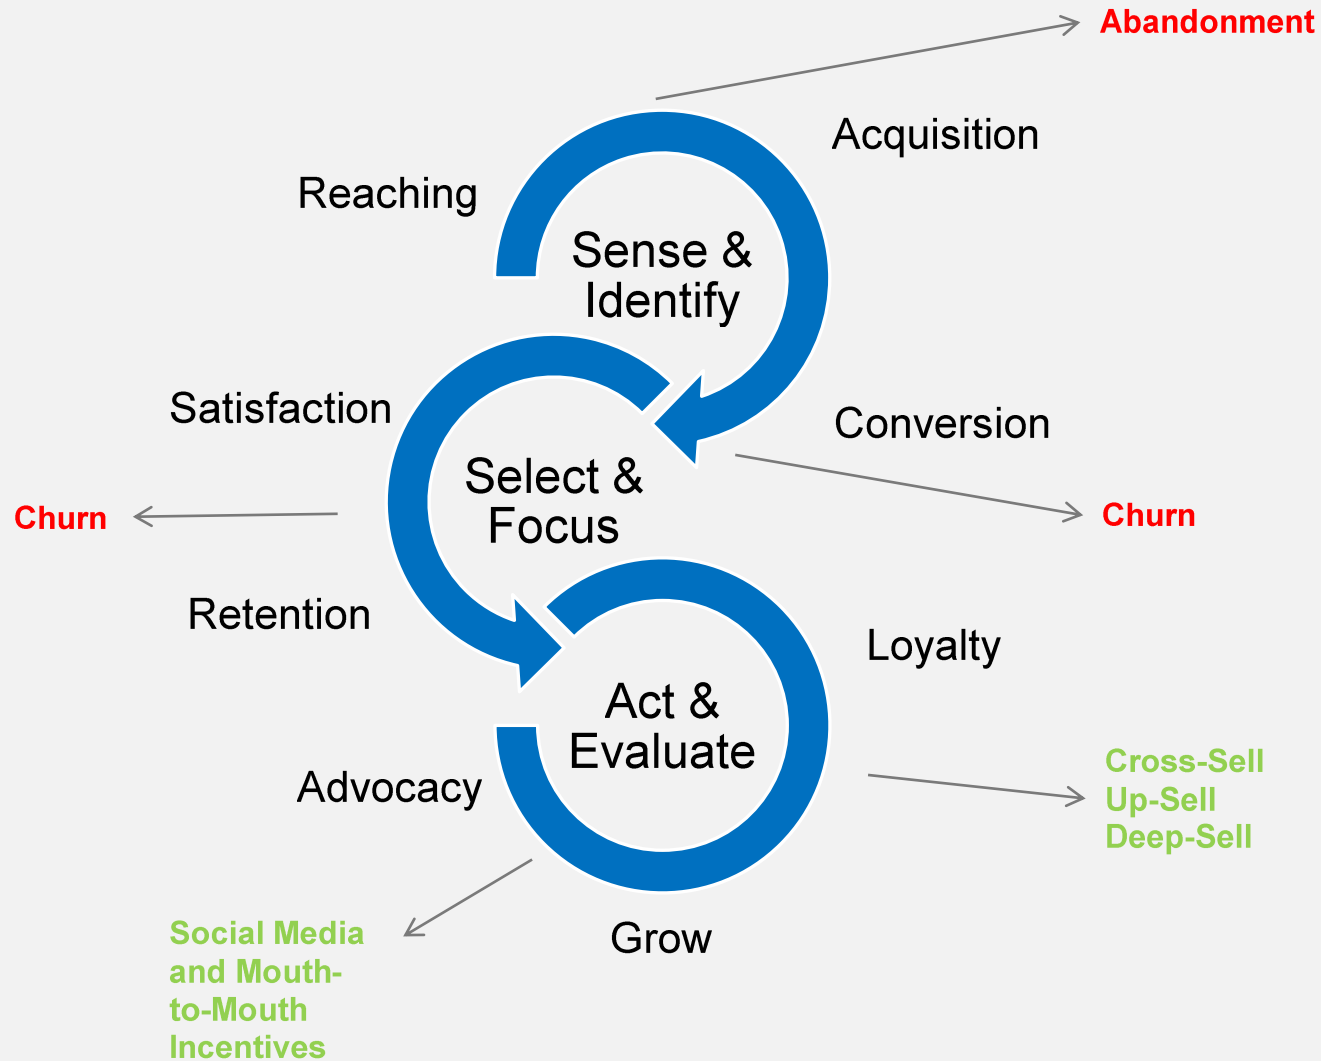 Abandonment
Acquisition
Reaching
Sense &
Identify
Satisfaction
Conversion
Select &
Focus
Churn
Churn
Retention
Loyalty
Act &
Evaluate
Advocacy
Cross-Sell
Up-Sell
Deep-Sell
Grow
Social Media
and Mouth-
to-Mouth
Incentives